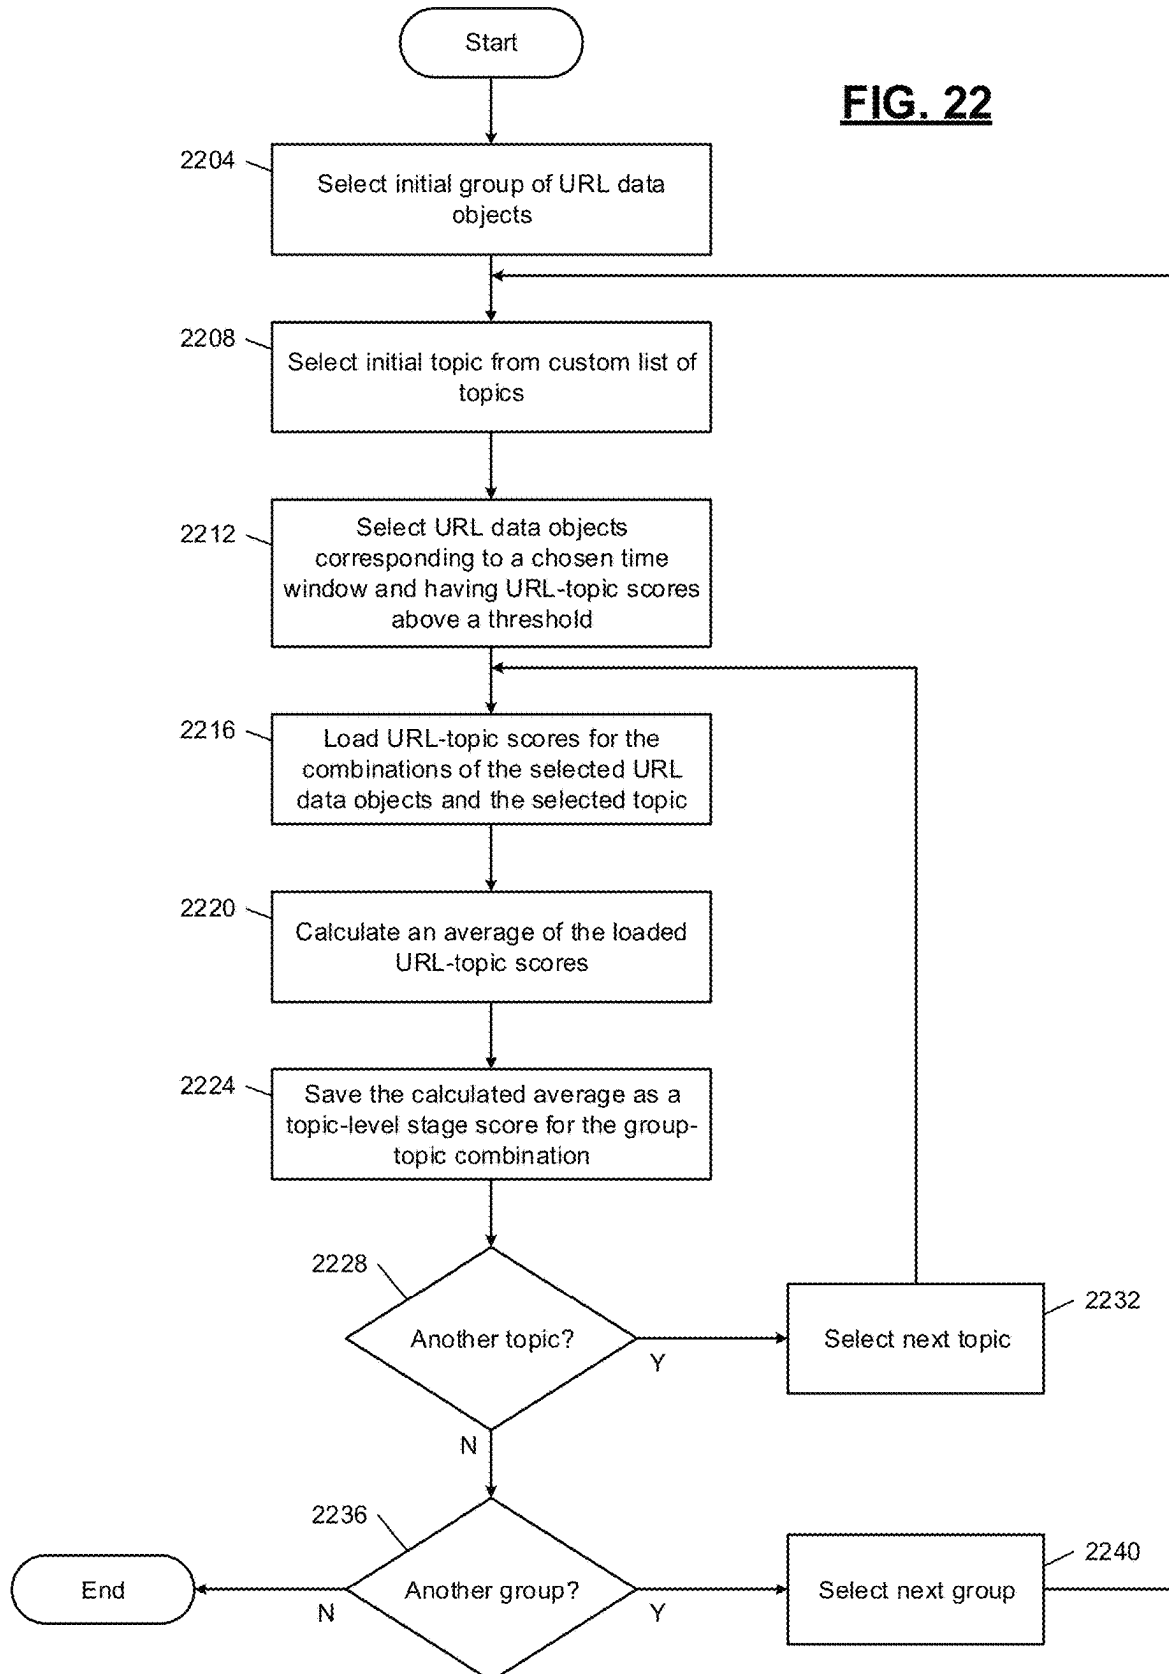 Start
FIG. 22
2204
Select initial group of URL data
objects
2208
Select initial topic from custom list of
topics
2212
Select URL data objects
corresponding to a chosen time
window and having URL-topic scores
above a threshold
2216
Load URL-topic scores for the
combinations of the selected URL
data objects and the selected topic
2220
Calculate an average of the loaded
URL-topic scores
2224
Save the calculated average as a
topic-level stage score for the group-
topic combination
2228
Another topic?
Y
2232
Select next topic
N
2236
Another group?
Y
2240
Select next group
N
End